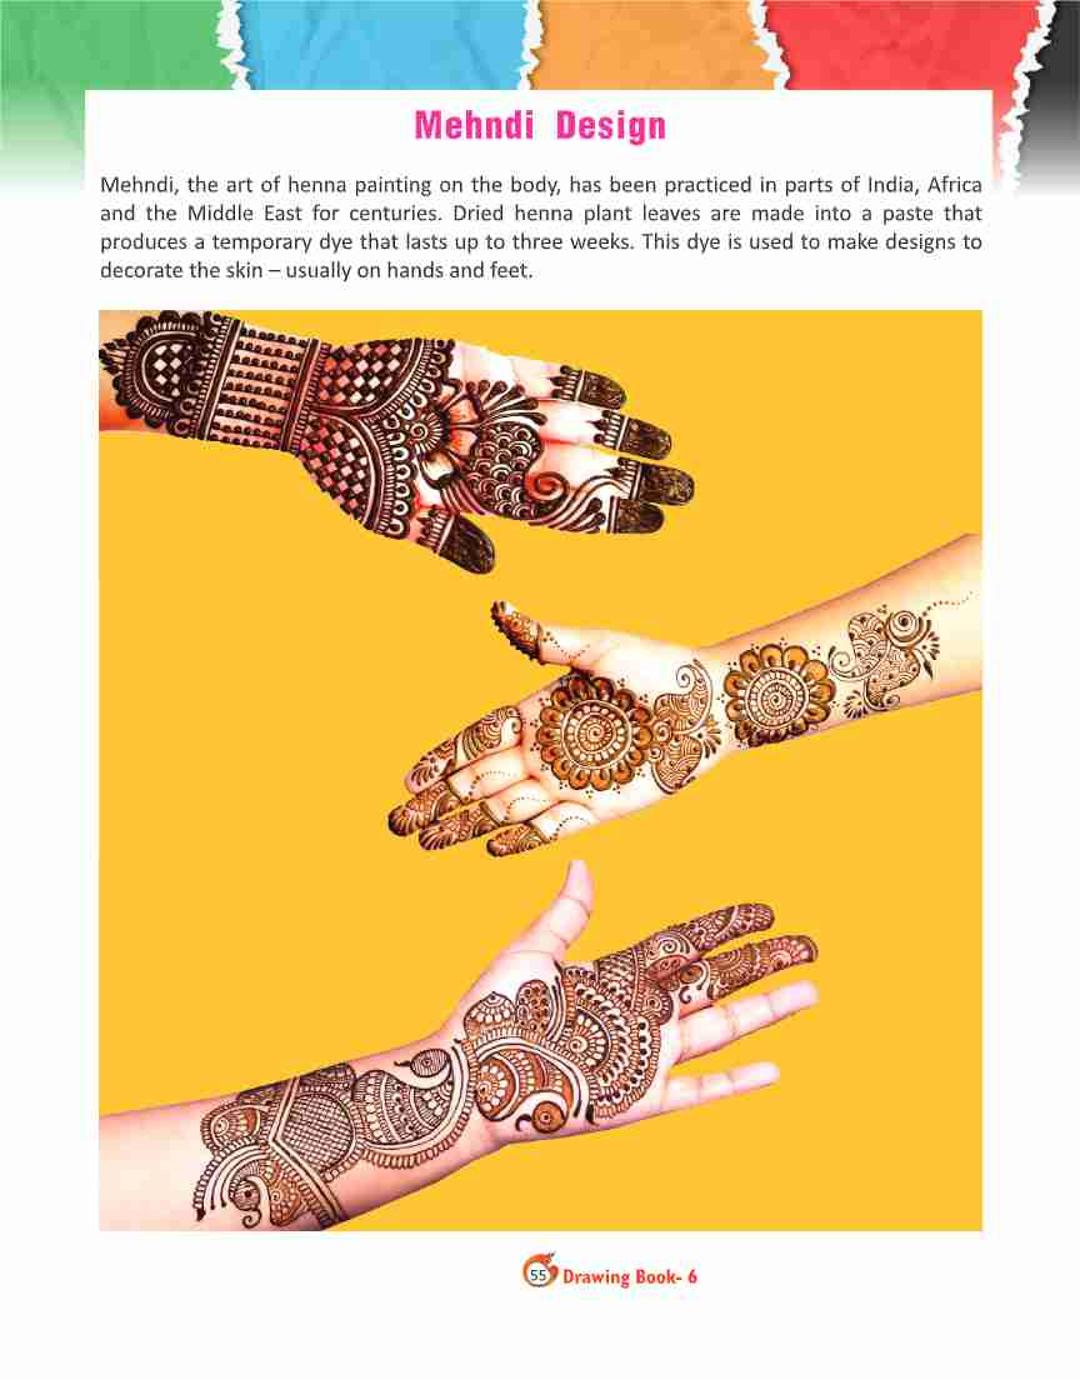 Mehndi Design
Mehndi, the art of henna painting on the body, has been practiced in parts of India, Africa
and the Middle East for centuries. Dried henna plant leaves are made into a paste that
produces a temporary dye that lasts up to three weeks. This dye is used to make designs to
decorate the skin – usually on hands and feet.
55 Drawing Book- 6